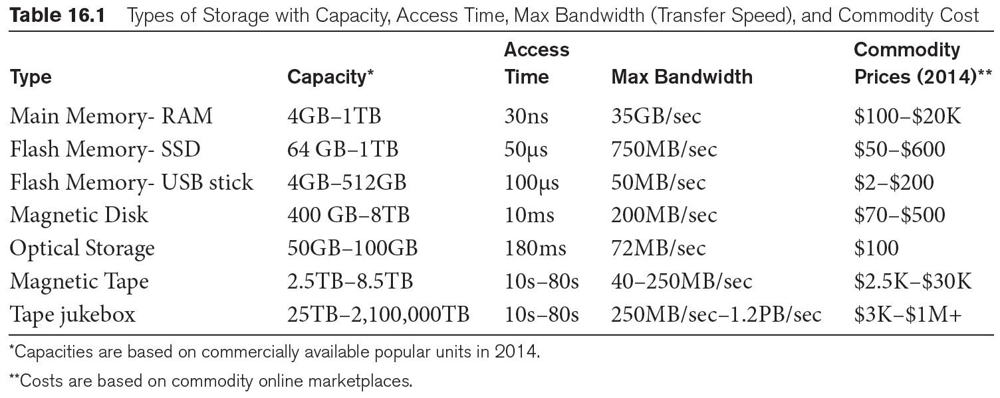 Table 16.1 Types of Storage with Capacity, Access Time, Max Bandwidth (Transfer Speed), and Commodity Cost
Type Capacity* Access Time Max Bandwidth Commodity Prices (2014)**
Main Memory- RAM 4GB–1TB 30ns 35GB/sec $100–$20K
Flash Memory- SSD 64 GB–1TB 50μs 750MB/sec $50–$600
Flash Memory- USB stick 4GB–512GB 100μs 50MB/sec $2–$200
Magnetic Disk 400 GB–8TB 10ms 200MB/sec $70–$500
Optical Storage 50GB–100GB 180ms 72MB/sec $100
Magnetic Tape 2.5TB–8.5TB 10s–80s 40–250MB/sec $2.5K–$30K
Tape jukebox 25TB–2,100,000TB 10s–80s 250MB/sec–1.2PB/sec $3K–$1M+
*Capacities are based on commercially available popular units in 2014.
**Costs are based on commodity online marketplaces.